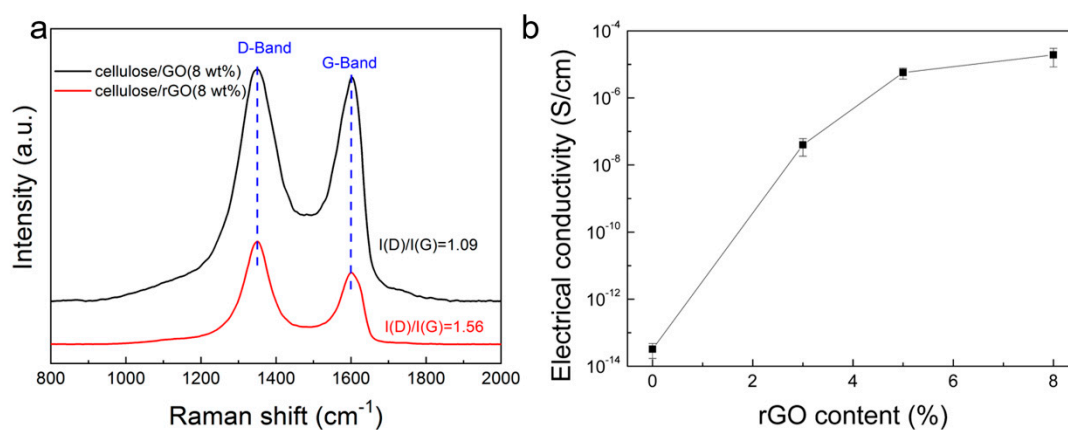 a
D-Band
G-Band
cellulose/GO(8 wt%)
cellulose/rGO(8 wt%)
I(D)/I(G)=1.09
I(D)/I(G)=1.56
Intensity (a.u.)
800 1000 1200 1400 1600 1800 2000
Raman shift (cm⁻¹)
b
Electrical conductivity (S/cm)
10⁻⁴
10⁻⁶
10⁻⁸
10⁻¹⁰
10⁻¹²
10⁻¹⁴
0 2 4 6 8
rGO content (%)